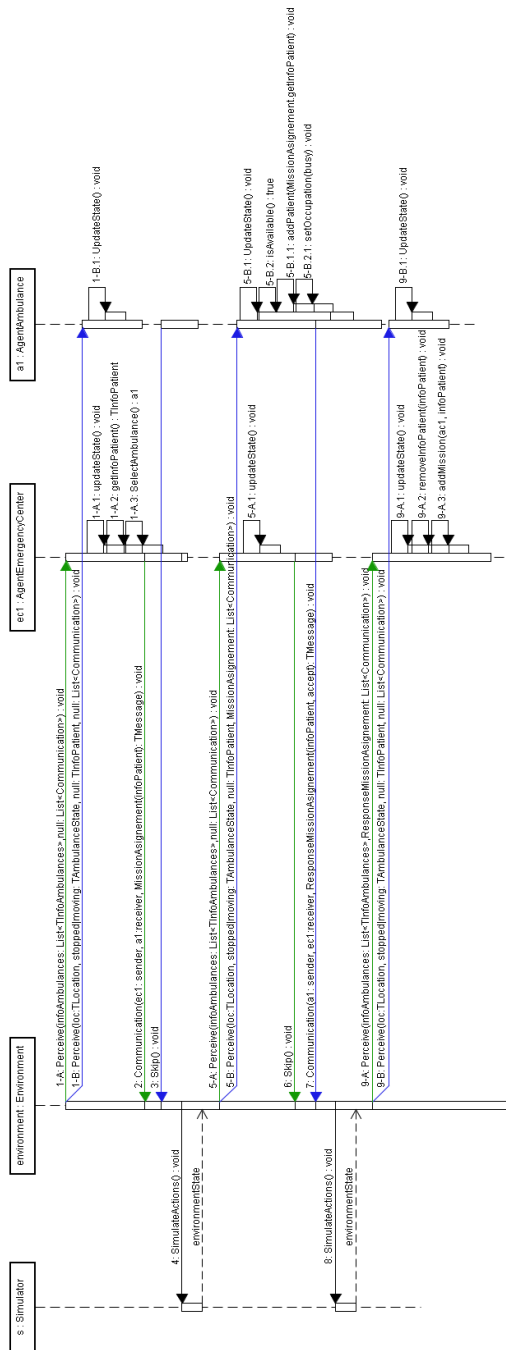 s : Simulator
environment : Environment
ec1 : AgentEmergencyCenter
a1 : AgentAmbulance
1-A: Perceive(infoAmbulances: List<TInfoAmbulances>,null: List<Communication>) : void
1-B: Perceive(loc:TLocation, stopped|moving: TAmbulanceState, null: TInfoPatient, null: List<Communication>) : void
1-A.1: updateState() : void
1-A.2: getInfoPatient() : TInfoPatient
1-A.3: SelectAmbulance() : a1
1-B.1: UpdateState() : void
2: Communication(ec1: sender, a1:receiver, MissionAsignement(infoPatient): TMessage) : void
3: Skip() : void
4: SimulateActions() : void
environmentState
5-A: Perceive(infoAmbulances: List<TInfoAmbulances>,null: List<Communication>) : void
5-B: Perceive(loc:TLocation, stopped|moving: TAmbulanceState, null: TInfoPatient, MissionAsignement: List<Communication>) : void
5-A.1: updateState() : void
5-B.1: UpdateState() : void
5-B.2: isAvailable() : true
5-B.1.1: addPatient(MissionAsignement.getInfoPatient) : void
5-B.2.1: setOccupation(busy) : void
6: Skip() : void
7: Communication(a1: sender, ec1:receiver, ResponseMissionAsignement(infoPatient, accept): TMessage) : void
8: SimulateActions() : void
environmentState
9-A: Perceive(infoAmbulances: List<TInfoAmbulances>,ResponseMissionAsignement: List<Communication>) : void
9-B: Perceive(loc:TLocation, stopped|moving: TAmbulanceState, null: TInfoPatient, null: List<Communication>) : void
9-A.1: updateState() : void
9-A.2: removeInfoPatient(infoPatient) : void
9-A.3: addMission(ac1, infoPatient) : void
9-B.1: UpdateState() : void